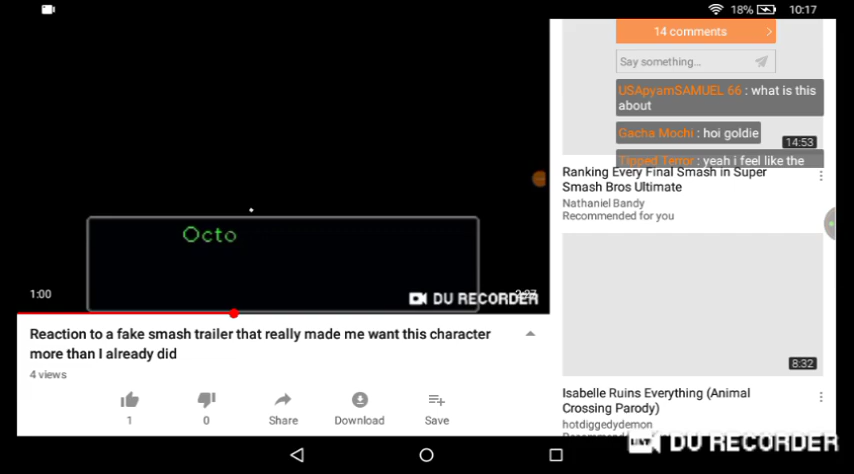 18% 10:17
14 comments
Say something...
USApyamSAMUEL 66 : what is this
about
Gacha Mochi : hoi goldie
Tipped Terror : yeah i feel like the
14:53
Octo
1:00
DU RECORDER
Reaction to a fake smash trailer that really made me want this character
more than I already did
4 views
1
0
Share
Download
Save
Ranking Every Final Smash in Super
Smash Bros Ultimate
Nathaniel Bandy
Recommended for you
8:32
Isabelle Ruins Everything (Animal
Crossing Parody)
hotdiggedydemon
DU RECORDER